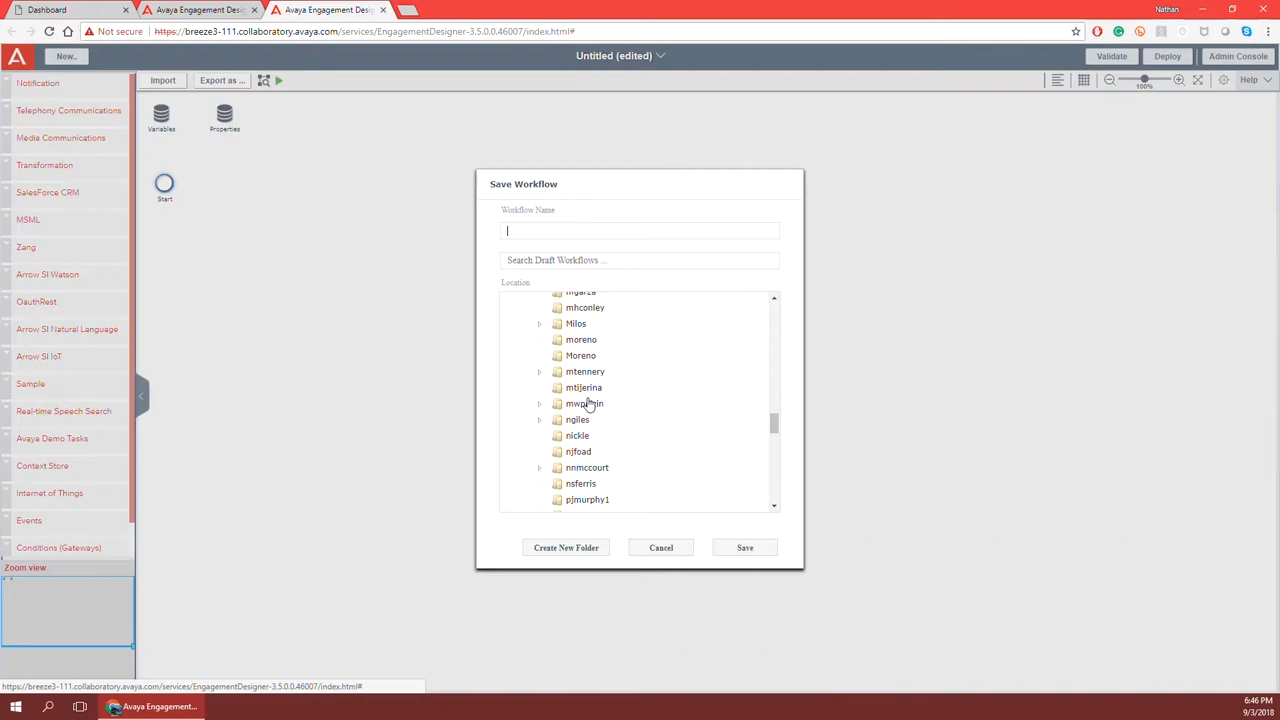 Dashboard
Avaya Engagement Desi
Avaya Engagement Desi
Nathan
Not secure
https://breeze3-111.collaboratory.avaya.com/services/EngagementDesigner-3.5.0.0.46007/index.html#
New..
Untitled (edited)
Validate
Deploy
Admin Console
Import
Export as ...
100%
Help
Notification
Telephony Communications
Media Communications
Transformation
SalesForce CRM
MSML
Zang
Arrow SI Watson
OauthRest
Arrow SI Natural Language
Arrow SI IoT
Sample
Real-time Speech Search
Avaya Demo Tasks
Context Store
Internet of Things
Events
Conditions (Gateways)
Zoom view
Variables
Properties
Start
Save Workflow
Workflow Name
Search Draft Workflows ...
Location
mgarza
mhconley
Milos
moreno
Moreno
mtennery
mtijerina
ngiles
nickle
njfoad
nnmccourt
nsferris
pjmurphy1
Create New Folder
Cancel
Save
https://breeze3-111.collaboratory.avaya.com/services/EngagementDesigner-3.5.0.0.46007/index.html#
Avaya Engagement...
6:46 PM
9/3/2018